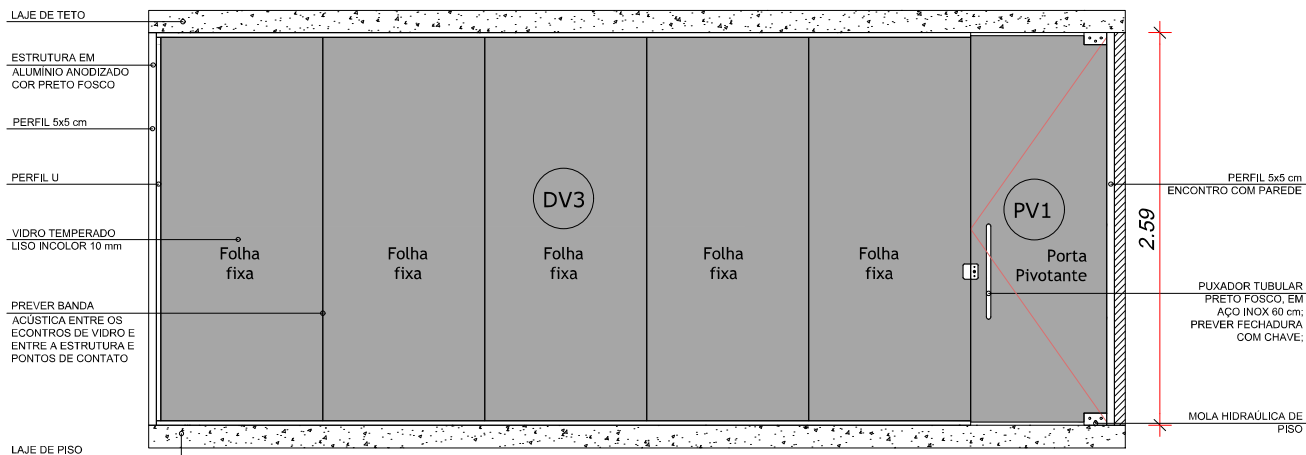 LAJE DE TETO
ESTRUTURA EM
ALUMÍNIO ANODIZADO
COR PRETO FOSCO
PERFIL 5x5 cm
PERFIL U
VIDRO TEMPERADO
LISO INCOLOR 10 mm
PREVER BANDA
ACÚSTICA ENTRE OS
ECONTROS DE VIDRO E
ENTRE A ESTRUTURA E
PONTOS DE CONTATO
LAJE DE PISO
Folha
fixa
Folha
fixa
DV3
Folha
fixa
Folha
fixa
Folha
fixa
PV1
Porta
Pivotante
2.59
PERFIL 5x5 cm
ENCONTRO COM PAREDE
PUXADOR TUBULAR
PRETO FOSCO, EM
AÇO INOX 60 cm;
PREVER FECHADURA
COM CHAVE;
MOLA HIDRAÚLICA DE
PISO